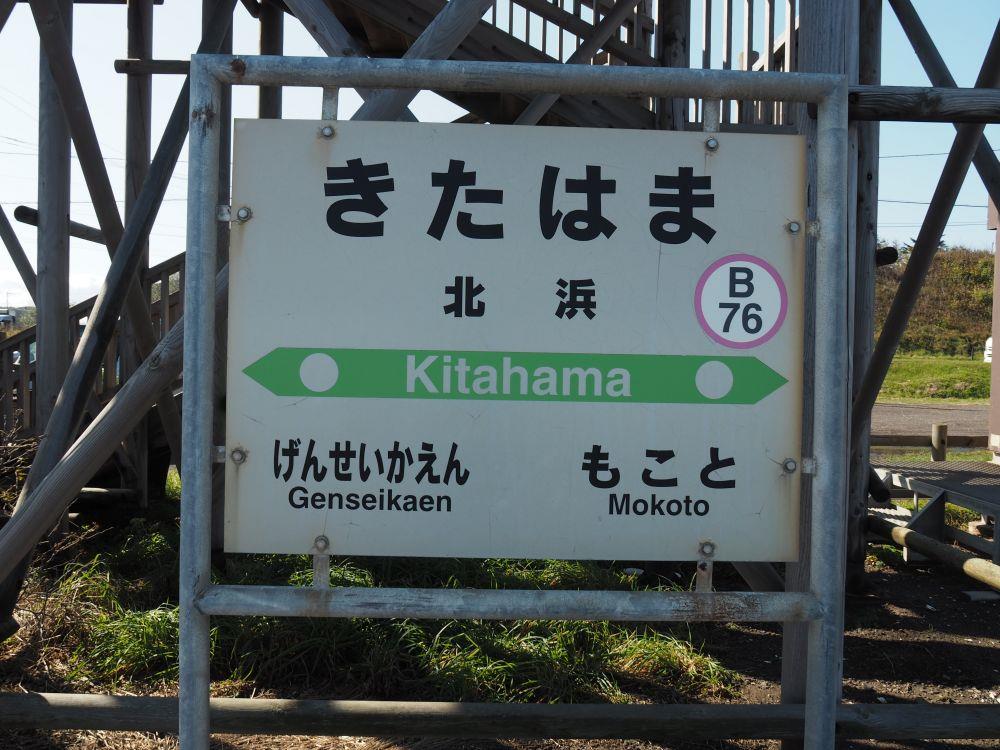 きたはま
北浜
B
76
Kitahama
げんせいかえん もこと
Genseikaen Mokoto